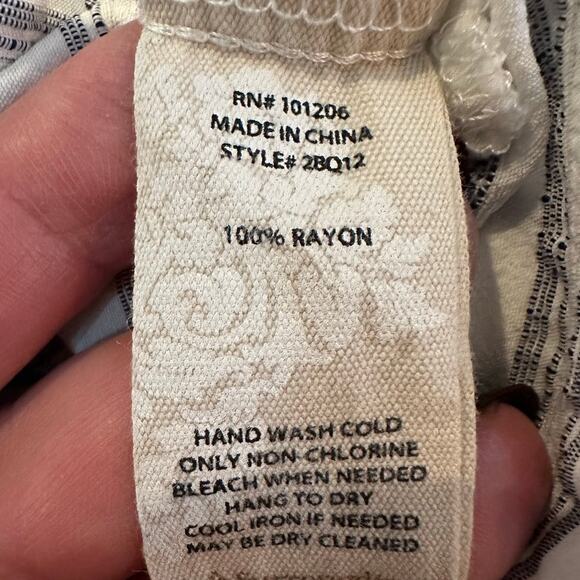 RN# 101206
MADE IN CHINA
STYLE# 2BQ12
100% RAYON
HAND WASH COLD
ONLY NON-CHLORINE
BLEACH WHEN NEEDED
HANG TO DRY
COOL IRON IF NEEDED
MAY BE DRY CLEANED